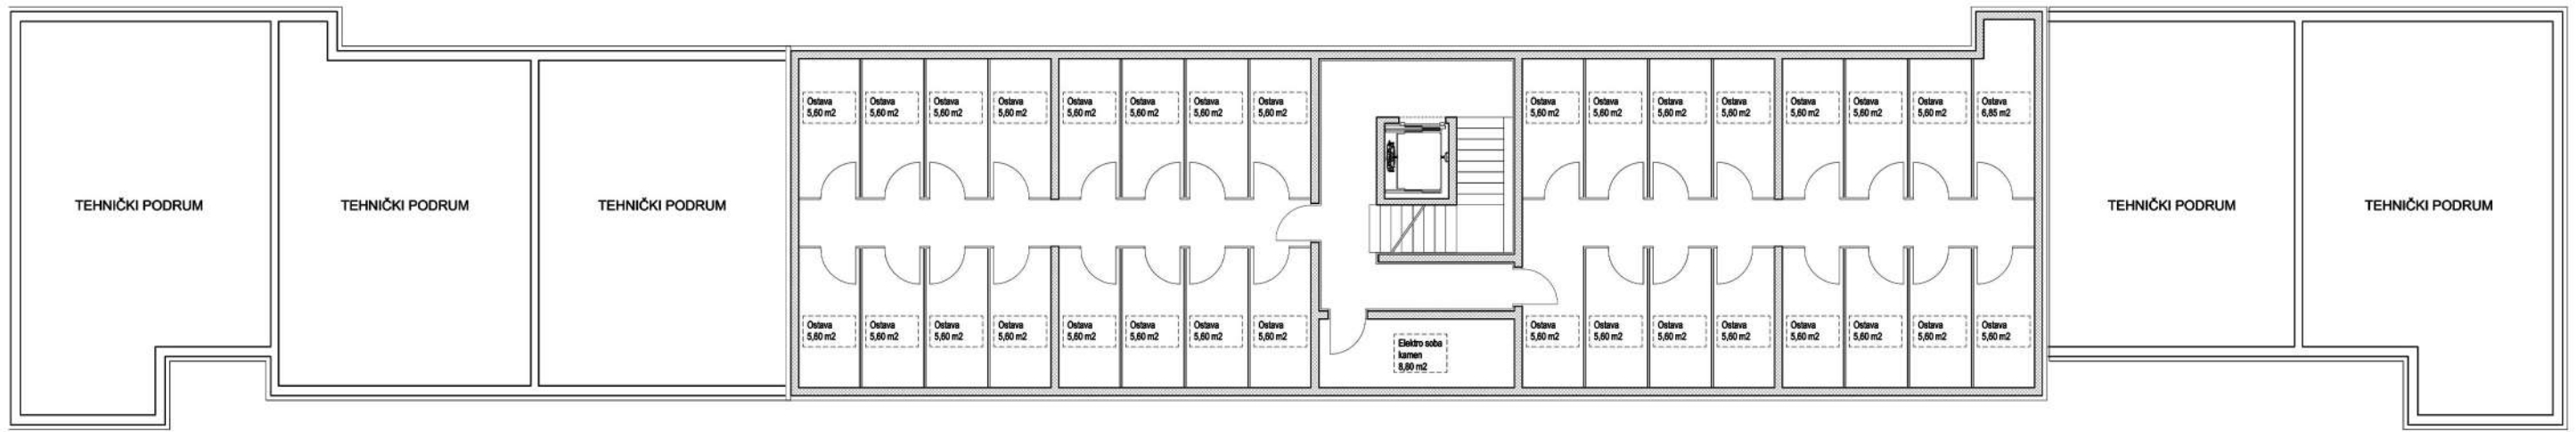 Ostava Ostava Ostava Ostava Ostava Ostava Ostava Ostava Ostava Ostava Ostava Ostava Ostava Ostava Ostava Ostava
5,60 m2 5,60 m2 5,60 m2 5,60 m2 5,60 m2 5,60 m2 5,60 m2 5,60 m2 5,60 m2 5,60 m2 5,60 m2 5,60 m2 5,60 m2 5,60 m2 5,60 m2 6,85 m2
TEHNIČKI PODRUM TEHNIČKI PODRUM TEHNIČKI PODRUM TEHNIČKI PODRUM TEHNIČKI PODRUM
Ostava Ostava Ostava Ostava Ostava Ostava Ostava Ostava Ostava Ostava Ostava Ostava Ostava Ostava Ostava Ostava
5,60 m2 5,60 m2 5,60 m2 5,60 m2 5,60 m2 5,60 m2 5,60 m2 5,60 m2 5,60 m2 5,60 m2 5,60 m2 5,60 m2 5,60 m2 5,60 m2 5,60 m2 5,60 m2
Elektro soba
kamen
8,80 m2